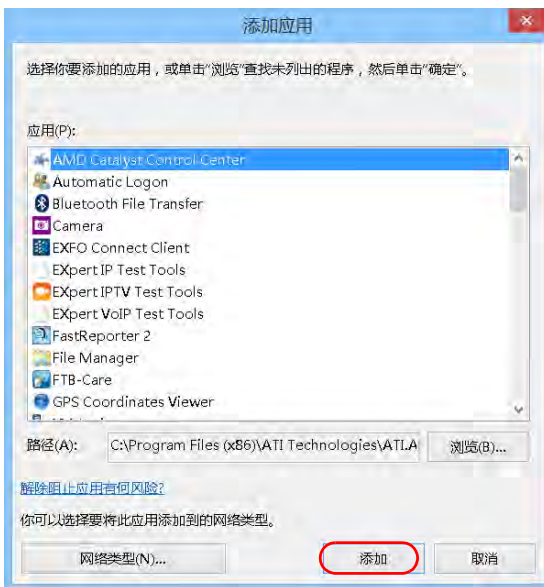 添加应用
选择你要添加的应用，或单击“浏览”查找未列出的程序，然后单击“确定”。
应用(P):
AMD Catalyst Control Center
Automatic Logon
Bluetooth File Transfer
Camera
EXFO Connect Client
EXpert IP Test Tools
EXpert IPTV Test Tools
EXpert VoIP Test Tools
FastReporter 2
File Manager
FTB-Care
GPS Coordinates Viewer
路径(A): C:\Program Files (x86)\ATI Technologies\ATI.A 浏览(B)...
解除阻止应用有何风险?
你可以选择要将此应用添加到的网络类型。
网络类型(N)... 添加 取消